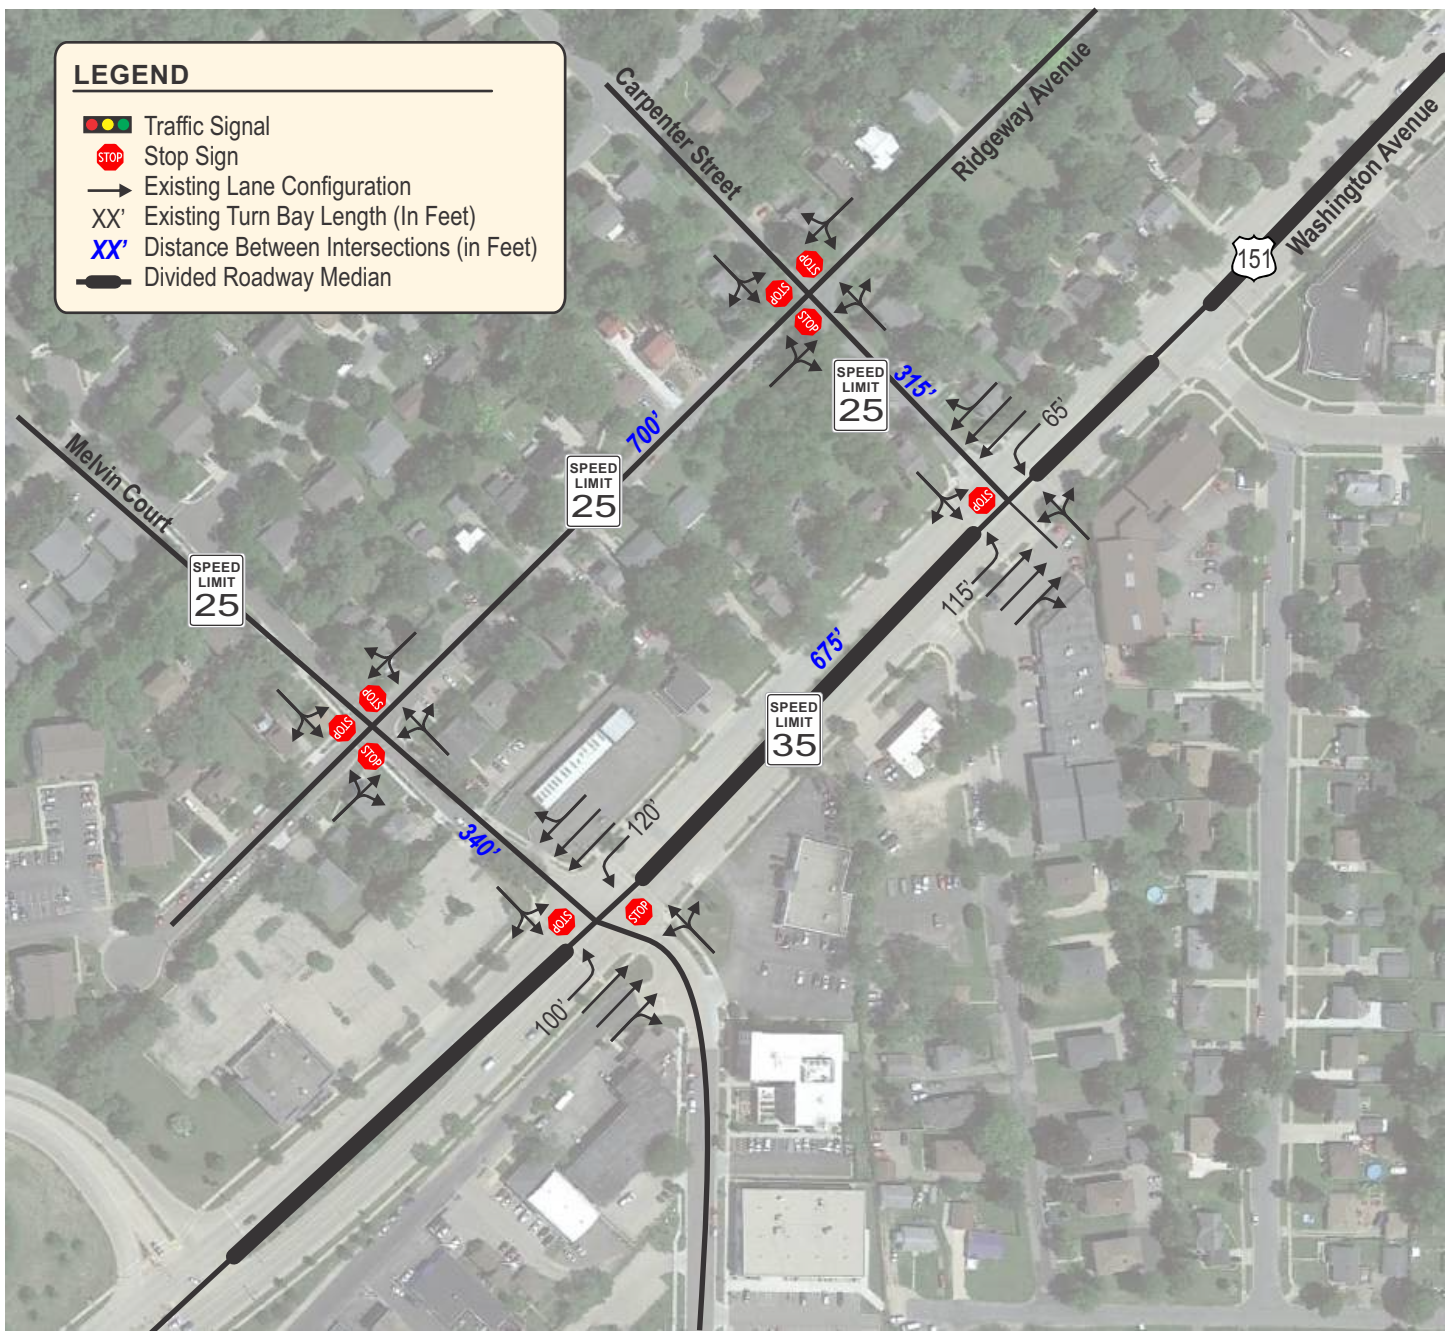 LEGEND
Traffic Signal
STOP Stop Sign
Existing Lane Configuration
XX' Existing Turn Bay Length (In Feet)
XX' Distance Between Intersections (in Feet)
Divided Roadway Median
Carpenter Street
Ridgeway Avenue
Washington Avenue
151
STOP
STOP
STOP
SPEED
LIMIT
25
315'
65'
700'
SPEED
LIMIT
25
Melvin Court
STOP
SPEED
LIMIT
25
115'
675'
STOP
STOP
STOP
SPEED
LIMIT
35
120'
340'
STOP
STOP
100'